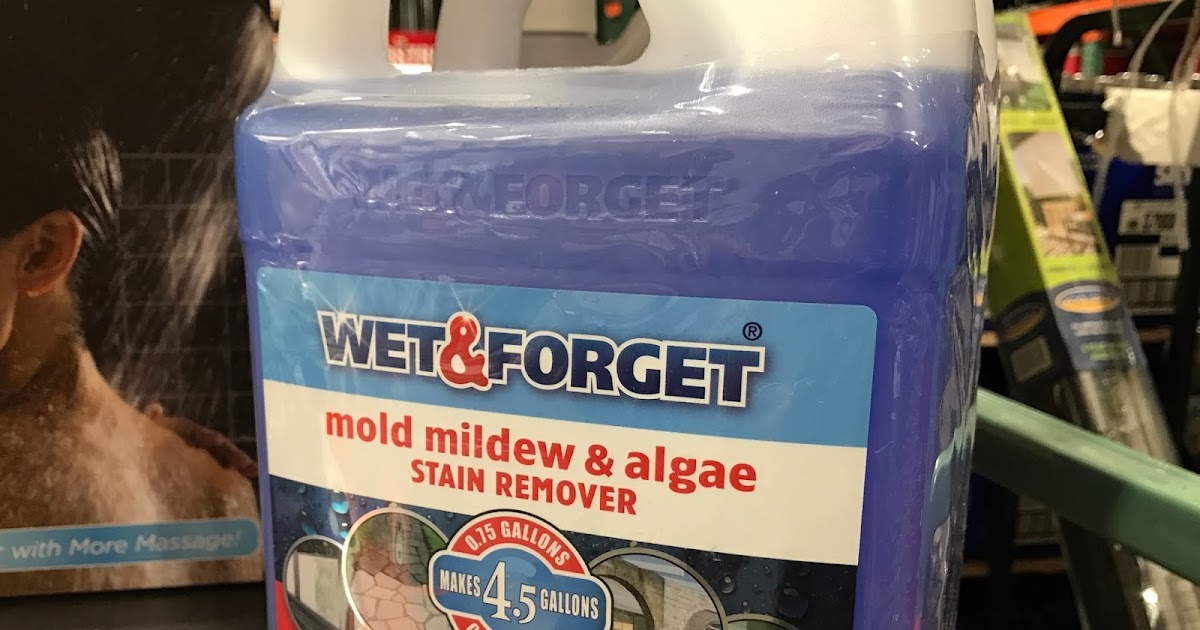 WET&FORGET
WET&FORGET®
mold mildew & algae
STAIN REMOVER
0.75 GALLONS
MAKES 4.5 GALLONS
with More Massage!